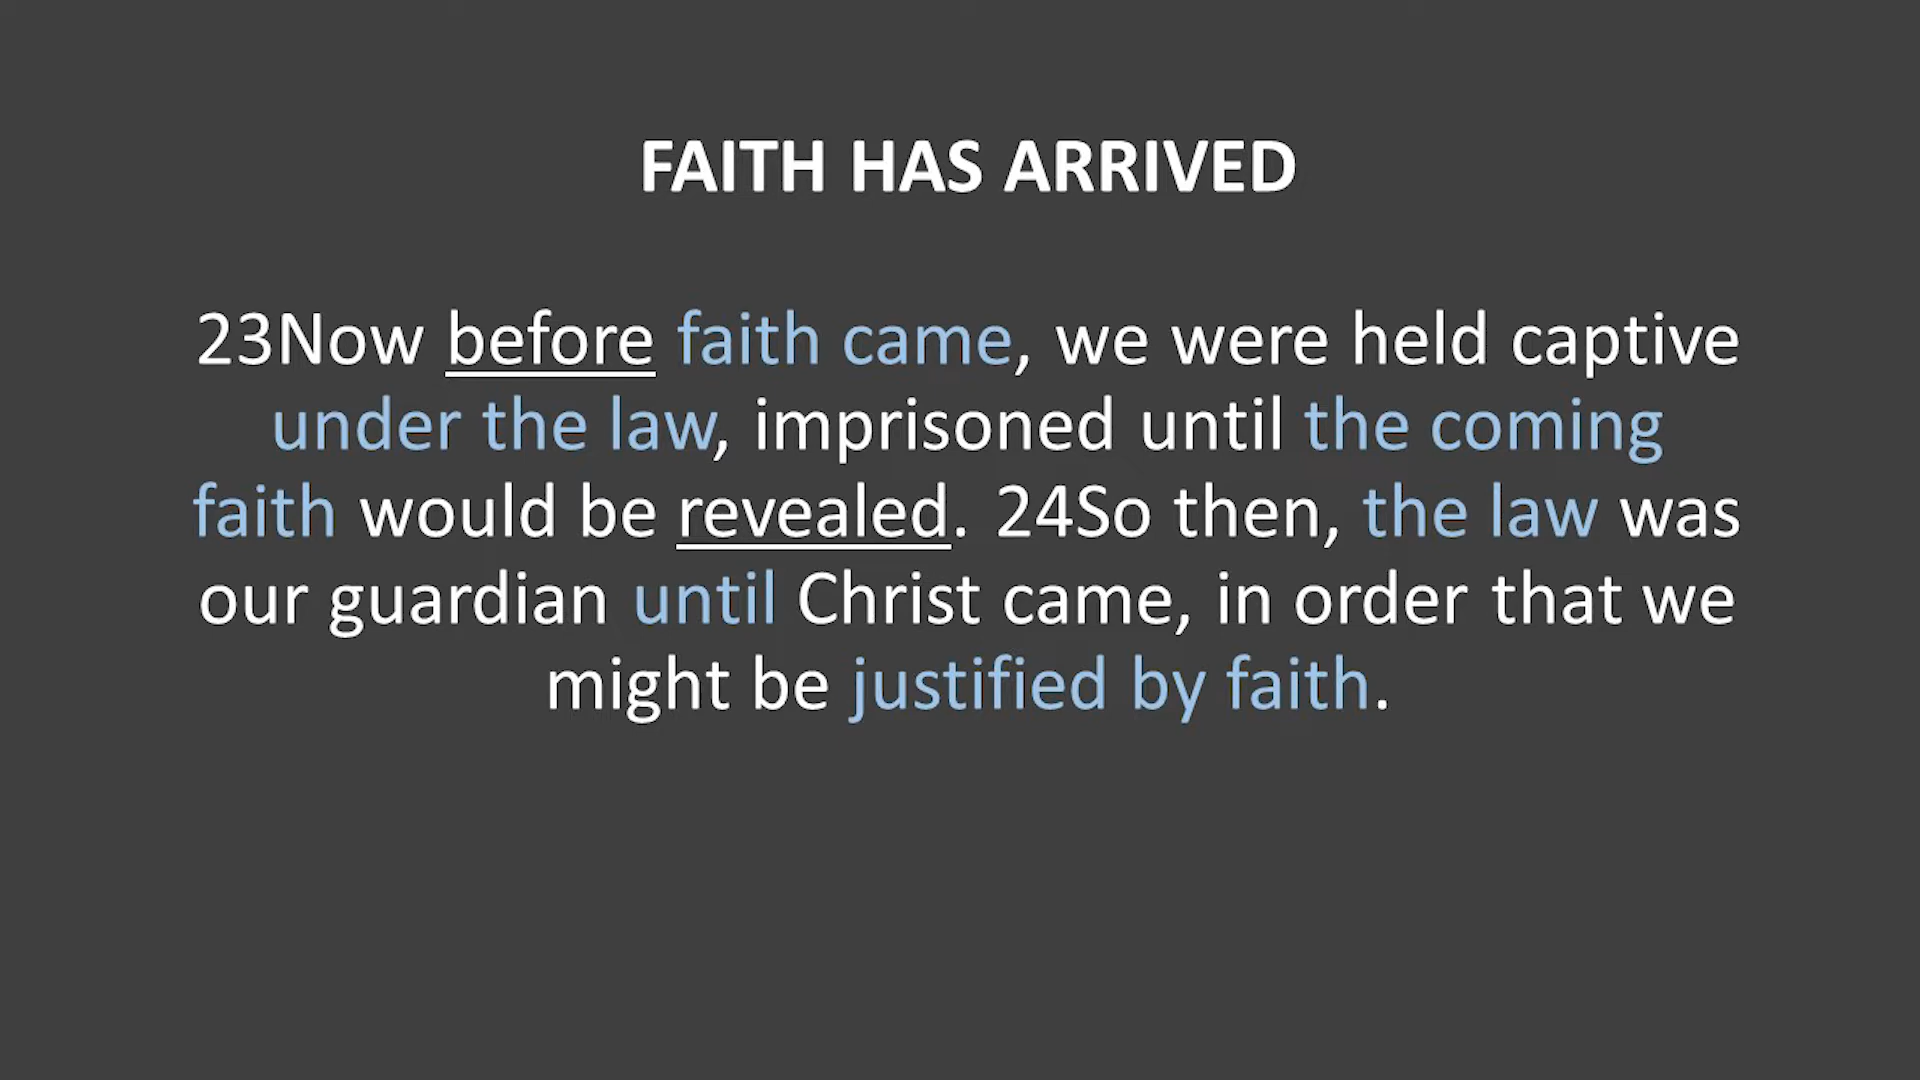 FAITH HAS ARRIVED
23Now before faith came, we were held captive
under the law, imprisoned until the coming
faith would be revealed. 24So then, the law was
our guardian until Christ came, in order that we
might be justified by faith.